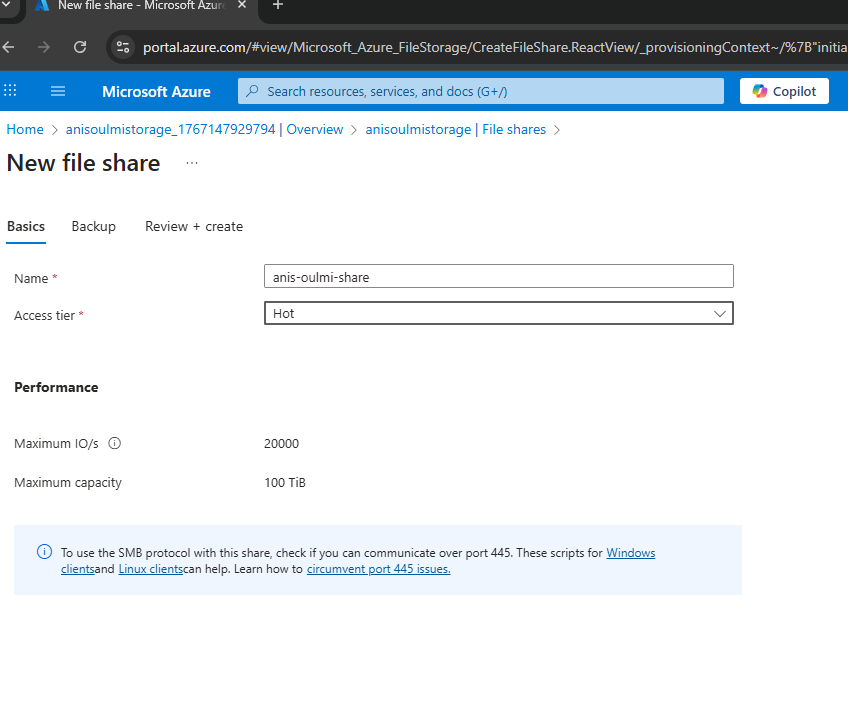 New file share - Microsoft Azur
portal.azure.com/#view/Microsoft_Azure_FileStorage/CreateFileShare.ReactView/_provisioningContext~/%7B"initia
Microsoft Azure
Search resources, services, and docs (G+/)
Copilot
Home > anisoulmistorage_1767147929794 | Overview > anisoulmistorage | File shares >
New file share ...
Basics Backup Review + create
Name *
anis-oulmi-share
Access tier *
Hot
Performance
Maximum IO/s
20000
Maximum capacity
100 TiB
To use the SMB protocol with this share, check if you can communicate over port 445. These scripts for Windows
clientsand Linux clientscan help. Learn how to circumvent port 445 issues.